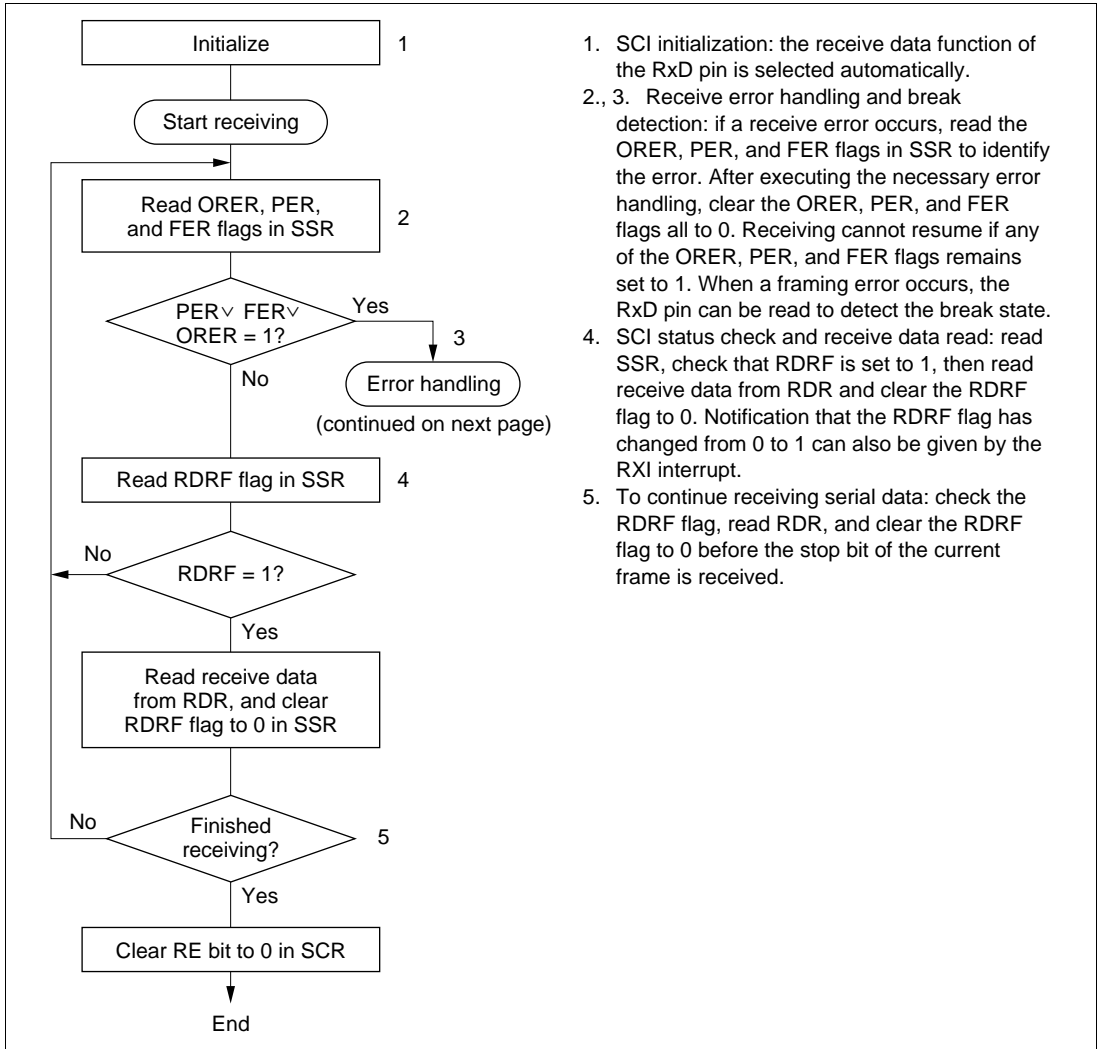 Initialize
1
Start receiving
Read ORER, PER,
and FER flags in SSR
2
PER∨ FER∨
ORER = 1?
Yes
3
No
Error handling
(continued on next page)
Read RDRF flag in SSR
4
No
RDRF = 1?
Yes
Read receive data
from RDR, and clear
RDRF flag to 0 in SSR
No
Finished
receiving?
5
Yes
Clear RE bit to 0 in SCR
End
1. SCI initialization: the receive data function of
the RxD pin is selected automatically.
2., 3. Receive error handling and break
detection: if a receive error occurs, read the
ORER, PER, and FER flags in SSR to identify
the error. After executing the necessary error
handling, clear the ORER, PER, and FER
flags all to 0. Receiving cannot resume if any
of the ORER, PER, and FER flags remains
set to 1. When a framing error occurs, the
RxD pin can be read to detect the break state.
4. SCI status check and receive data read: read
SSR, check that RDRF is set to 1, then read
receive data from RDR and clear the RDRF
flag to 0. Notification that the RDRF flag has
changed from 0 to 1 can also be given by the
RXI interrupt.
5. To continue receiving serial data: check the
RDRF flag, read RDR, and clear the RDRF
flag to 0 before the stop bit of the current
frame is received.